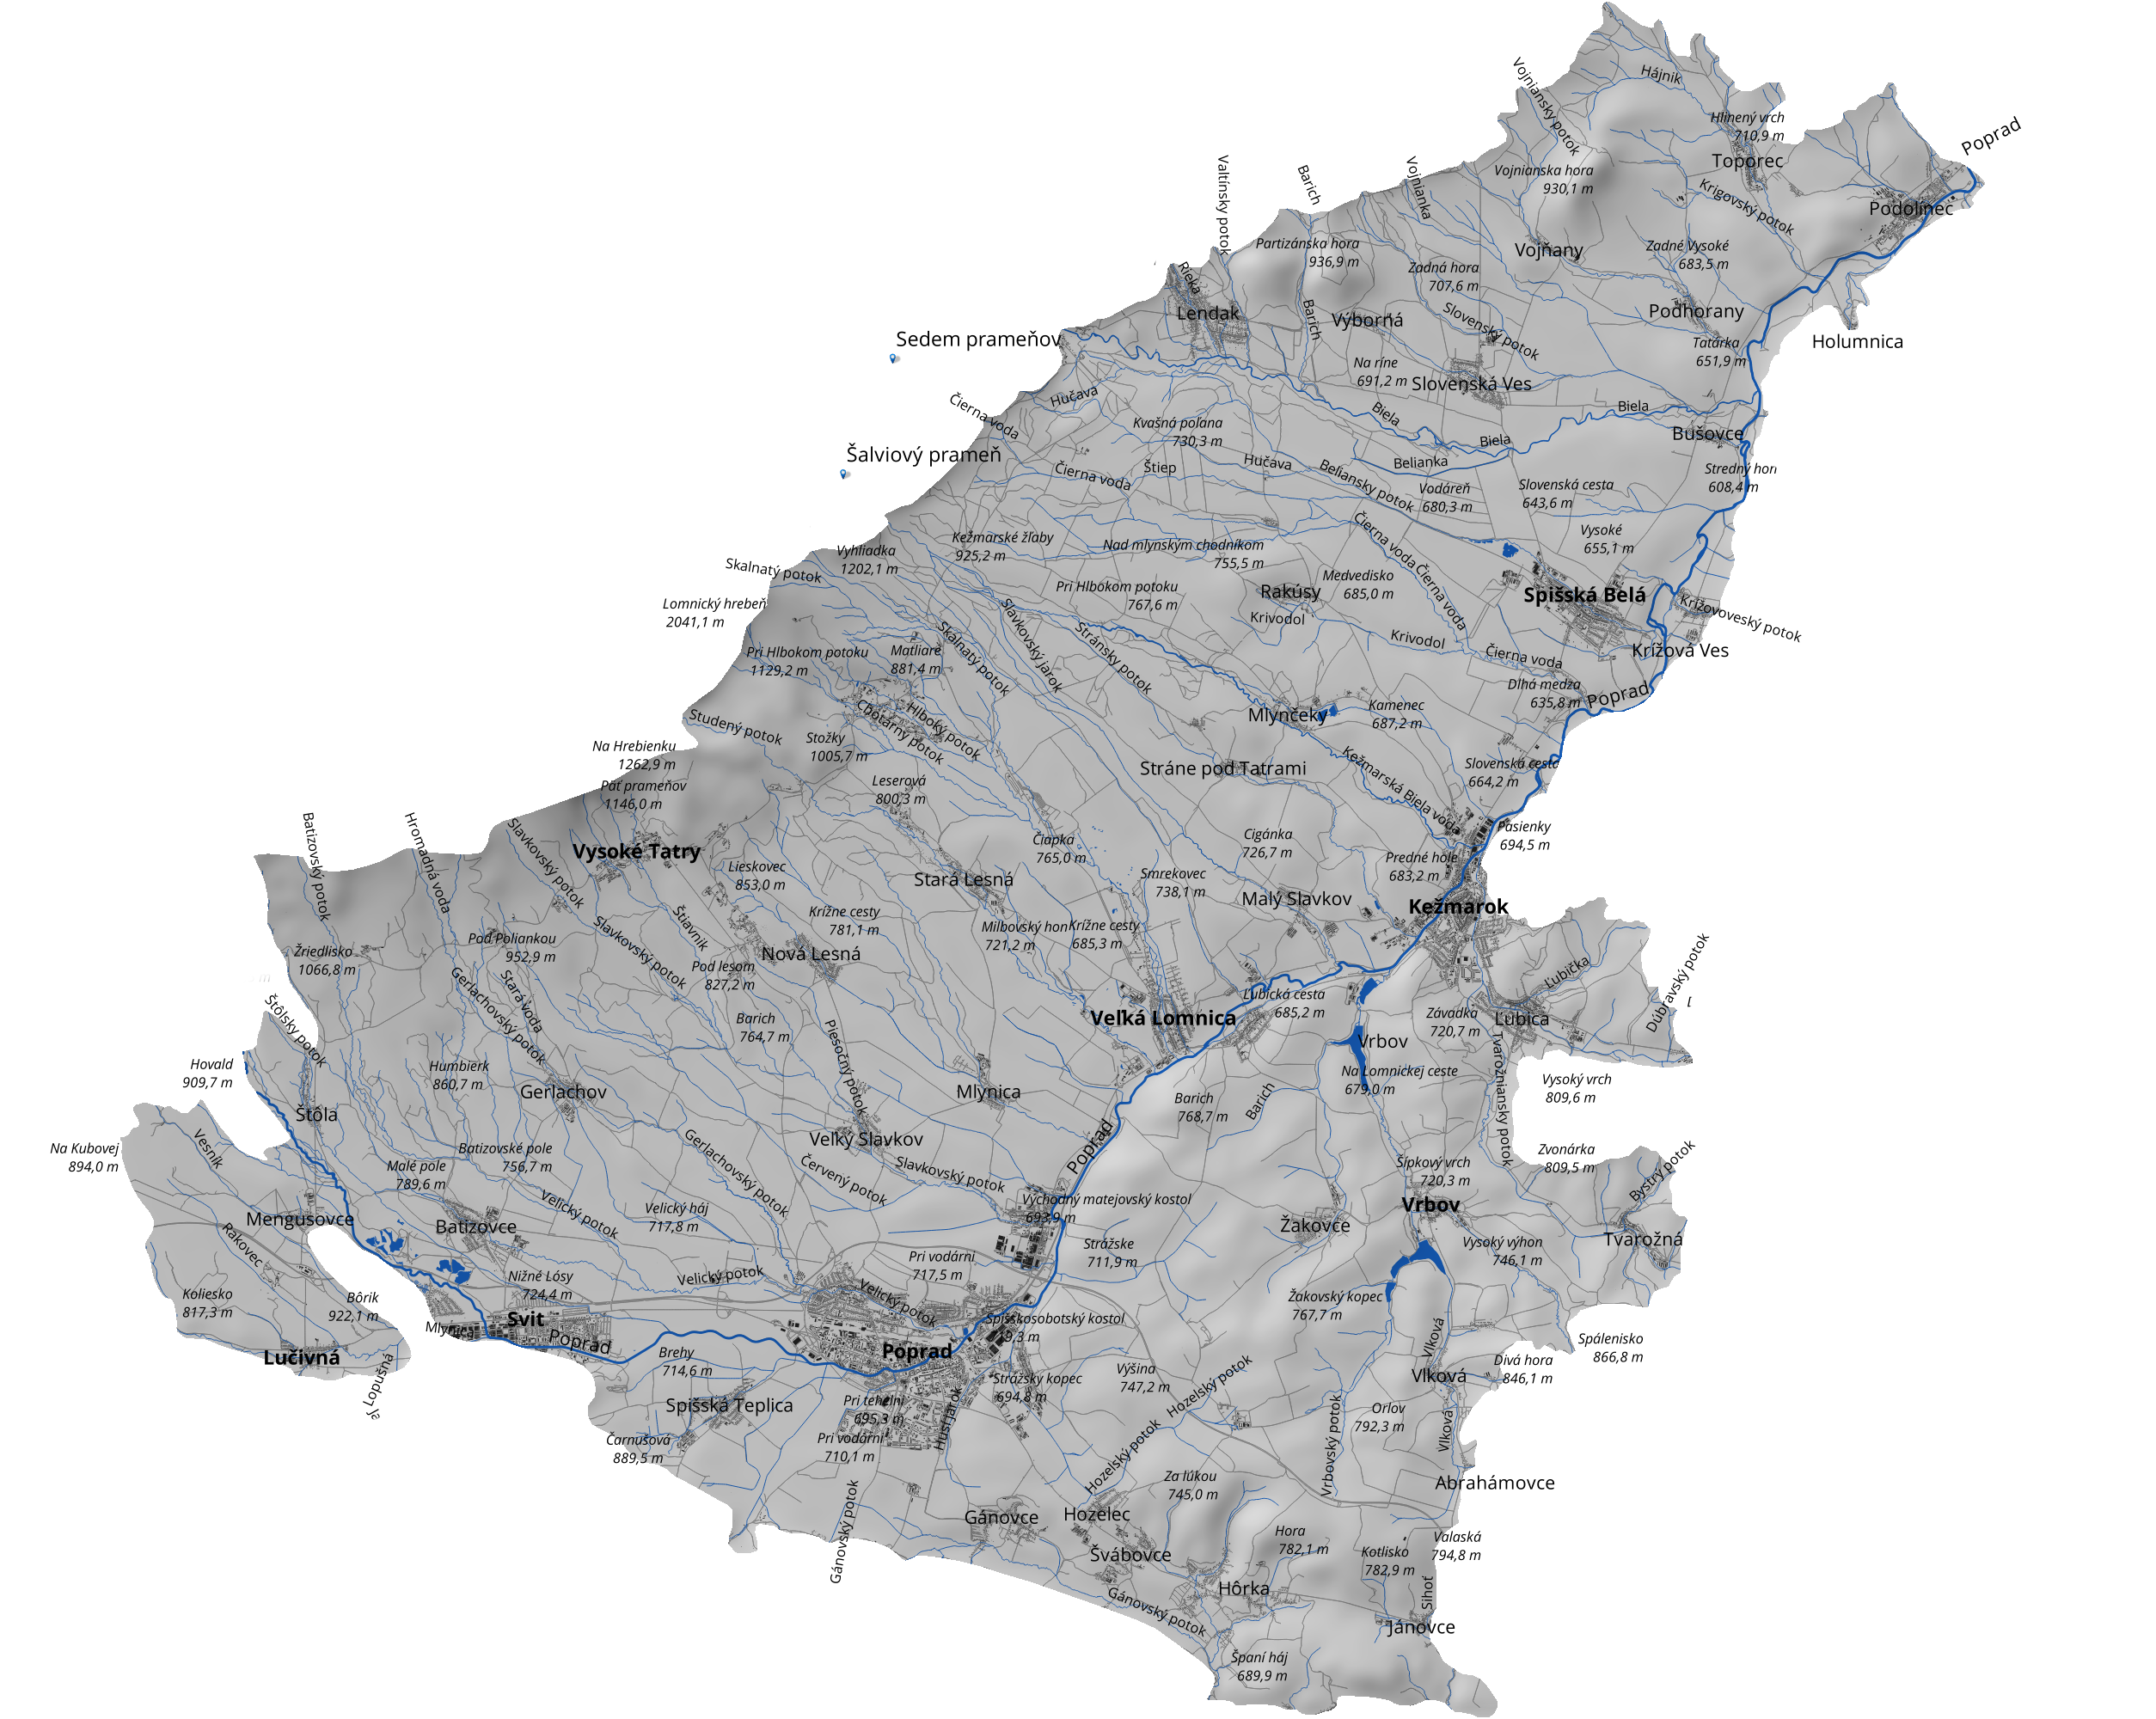 Hájnik
Vojniansky potok
Hlinený vrch
710,9 m
Poprad
Toporec
Vojnianska hora
930,1 m
Krigovský potok
Podolínec
Valtínsky potok
Barich
Vojnianka
Partizánska hora
936,9 m
Vojňany
Zadné Vysoké
683,5 m
Zadná hora
707,6 m
Rieka
Lendak
Barich
Výborná
Slovenský potok
Podhorany
Tatárka
651,9 m
Holumnica
Sedem prameňov
Na ríne
691,2 m
Slovenská Ves
Hučava
Čierna voda
Biela
Biela
Kvašná poľana
730,3 m
Bušovce
Biela
Šalviový prameň
Čierna voda
Štiep
Hučava
Beliansky potok
Belianka
Stredný hon
608,4 m
Vodáreň
680,3 m
Slovenská cesta
643,6 m
Vysoké
655,1 m
Čierna voda
Kežmarské žľaby
925,2 m
Nad mlynským chodníkom
755,5 m
Vyhliadka
1202,1 m
Skalnatý potok
Pri Hlbokom potoku
767,6 m
Rakúsy
Medvedisko
685,0 m
Čierna voda
Spišská Belá
Lomnický hrebeň
2041,1 m
Slavkovský jarok
Krivodol
Krivodol
Krížovoveský potok
Skalnatý potok
Stránsky potok
Pri Hlbokom potoku
1129,2 m
Matliare
881,4 m
Čierna voda
Krížová Ves
Dlhá medza
635,8 m
Poprad
Studený potok
Chotárny potok
Hlboký potok
Mlynčeky
Kamenec
687,2 m
Na Hrebienku
1262,9 m
Stožky
1005,7 m
Stráne pod Tatrami
Kežmarská Biela voda
Slovenská cesta
664,2 m
Päť prameňov
1146,0 m
Leserová
800,3 m
Batizovský potok
Hromadná voda
Slavkovský potok
Vysoké Tatry
Čiapka
765,0 m
Cigánka
726,7 m
Pasienky
694,5 m
Predné hole
683,2 m
Lieskovec
853,0 m
Stará Lesná
Smrekovec
738,1 m
Malý Slavkov
Kežmarok
Štiavnik
Krížne cesty
781,1 m
Slavkovský potok
Milbovský hon
721,2 m
Krížne cesty
685,3 m
Žriedlisko
1066,8 m
Pod Poliankou
952,9 m
Nová Lesná
Pod lesom
827,2 m
Ľubička
Dúbravský potok
Gerlachovský potok
Stará voda
Štôlsky potok
Barich
764,7 m
Piesočný potok
Veľká Lomnica
Ľubická cesta
685,2 m
Závadka
720,7 m
Ľubica
Vrbov
Tvarožniansky potok
Hovald
909,7 m
Humbierk
860,7 m
Gerlachov
Mlynica
Na Lomnickej ceste
679,0 m
Vysoký vrch
809,6 m
Barich
768,7 m
Barich
Štôla
Vesník
Na Kubovej
894,0 m
Malé pole
789,6 m
Batizovské pole
756,7 m
Gerlachovský potok
Veľký Slavkov
Červený potok
Slavkovský potok
Poprad
Šípkový vrch
720,3 m
Zvonárka
809,5 m
Bystrý potok
Mengusovce
Rakovec
Batizovce
Velický potok
Velický háj
717,8 m
Východný matejovský kostol
693,9 m
Žakovce
Vrbov
Tvarožná
Strážske
711,9 m
Vysoký výhon
746,1 m
Pri vodárni
717,5 m
Velický potok
Nižné Lósy
724,4 m
Koliesko
817,3 m
Bôrik
922,1 m
Velický potok
Žakovský kopec
767,7 m
Svit
Mlynica
Poprad
Spišskosobotský kostol
9,3 m
Poprad
Lučivná
Lopušná
Brehy
714,6 m
Vlková
Spálenisko
866,8 m
Divá hora
846,1 m
Výšina
747,2 m
Hozelský potok
Vlková
Strážsky kopec
694,8 m
Spišská Teplica
Pri tehelni
695,3 m
Husí jarok
Orlov
792,3 m
Vrbovský potok
Vlková
Čarnušová
889,5 m
Pri vodárni
710,1 m
Hozelský potok
Za lúkou
745,0 m
Abrahámovce
Gánovský potok
Gánovce
Hozelec
Švábovce
Hora
782,1 m
Valaská
794,8 m
Kotlisko
782,9 m
Sihoť
Hôrka
Gánovský potok
Jánovce
Španí háj
689,9 m